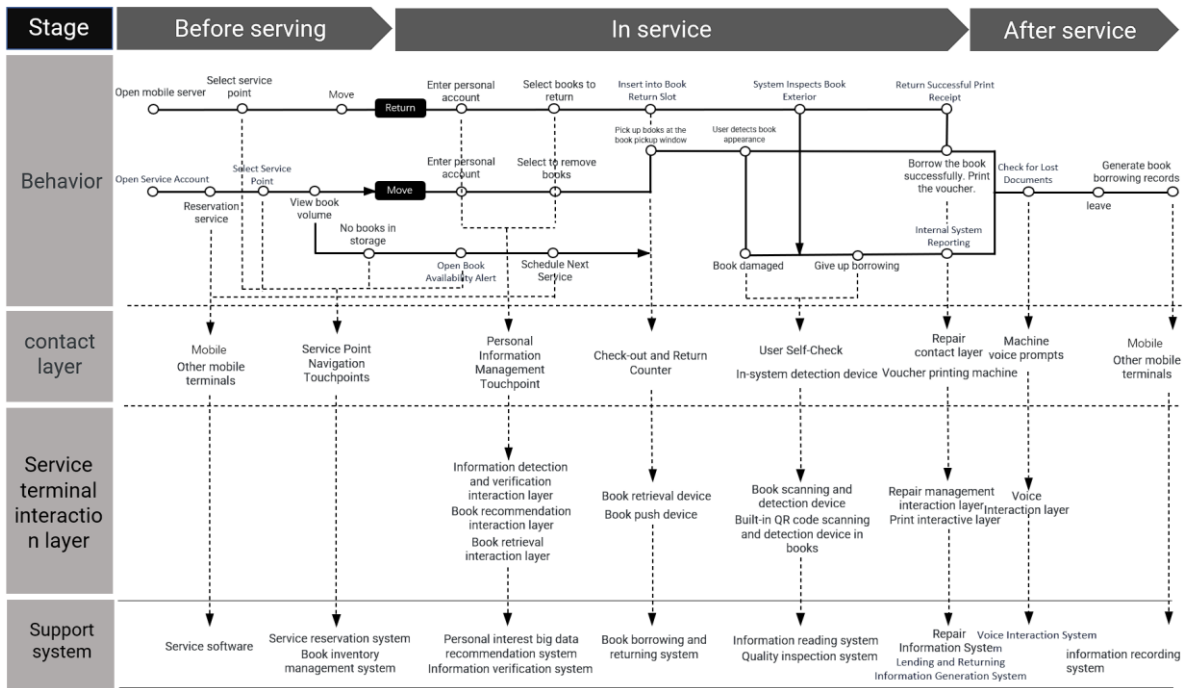 Stage
Before serving
In service
After service
Behavior
Open mobile server
Select service
point
Move
Return
Enter personal
account
Select books to
return
Insert into Book
Return Slot
System Inspects Book
Exterior
Return Successful Print
Receipt
Pick up books at the
book pickup window
User detects book
appearance
Open Service Account
Reservation
service
Select Service
Point
View book
volume
Move
Enter personal
account
Select to remove
books
Borrow the book
successfully. Print
the voucher.
Check for Lost
Documents
leave
Generate book
borrowing records
No books in
storage
Open Book
Availability Alert
Schedule Next
Service
Book damaged
Give up borrowing
Internal System
Reporting
contact
layer
Mobile
Other mobile
terminals
Service Point
Navigation
Touchpoints
Personal
Information
Management
Touchpoint
Check-out and Return
Counter
User Self-Check
In-system detection device
Repair
contact layer
Voucher printing machine
Machine
voice prompts
Mobile
Other mobile
terminals
Service
terminal
interactio
n layer
Information detection
and verification
interaction layer
Book recommendation
interaction layer
Book retrieval
interaction layer
Book retrieval device
Book push device
Book scanning and
detection device
Built-in QR code scanning
and detection device in
books
Repair management
interaction layer
Print interactive layer
Voice
Interaction layer
Support
system
Service software
Service reservation system
Book inventory
management system
Personal interest big data
recommendation system
Information verification system
Book borrowing and
returning system
Information reading system
Quality inspection system
Repair
Information System
Lending and Returning
Information Generation System
Voice Interaction System
information recording
system